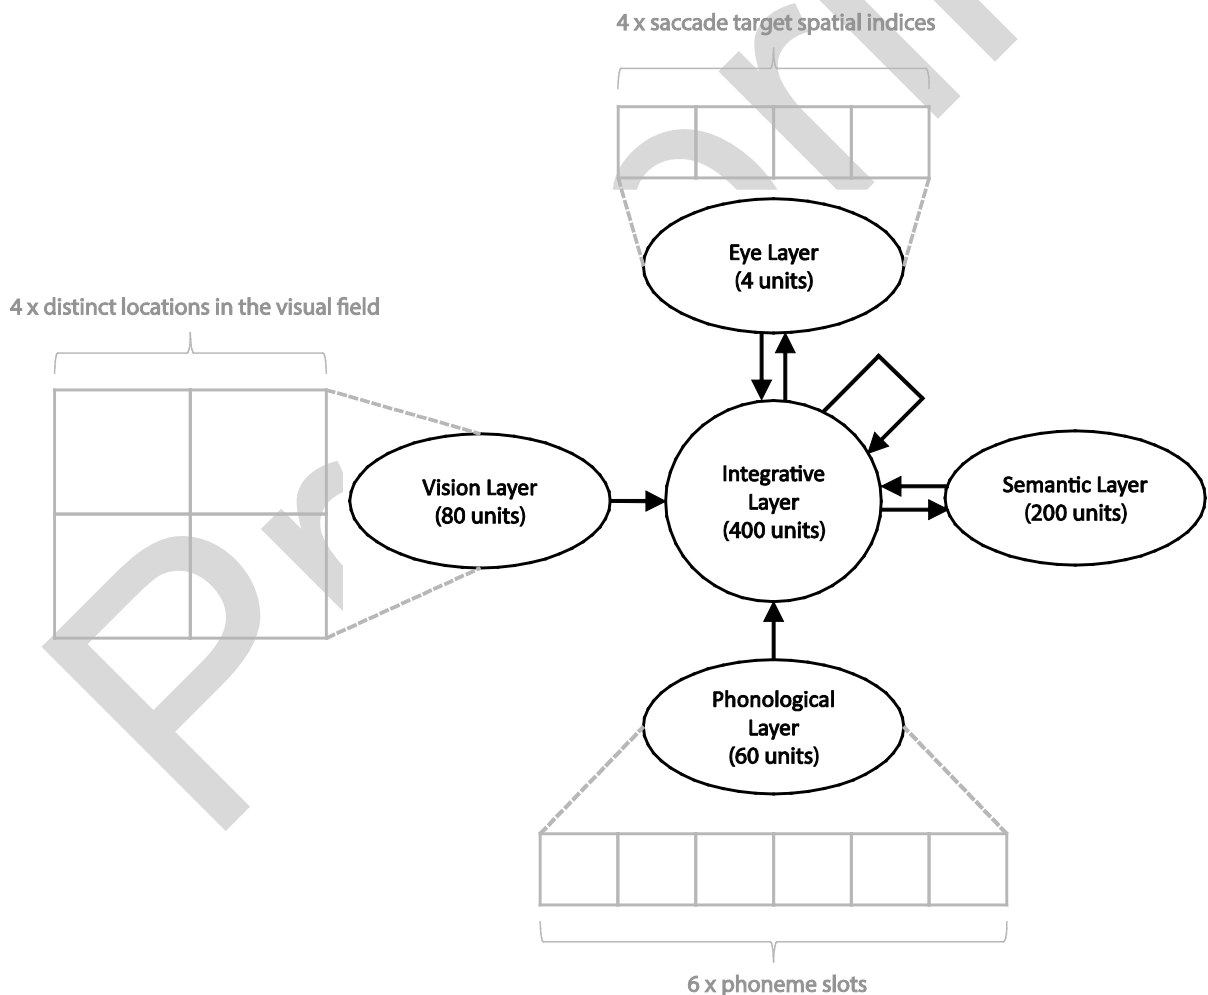 4 x saccade target spatial indices
Eye Layer
(4 units)
4 x distinct locations in the visual field
Vision Layer
(80 units)
Integrative
Layer
(400 units)
Semantic Layer
(200 units)
Phonological
Layer
(60 units)
6 x phoneme slots